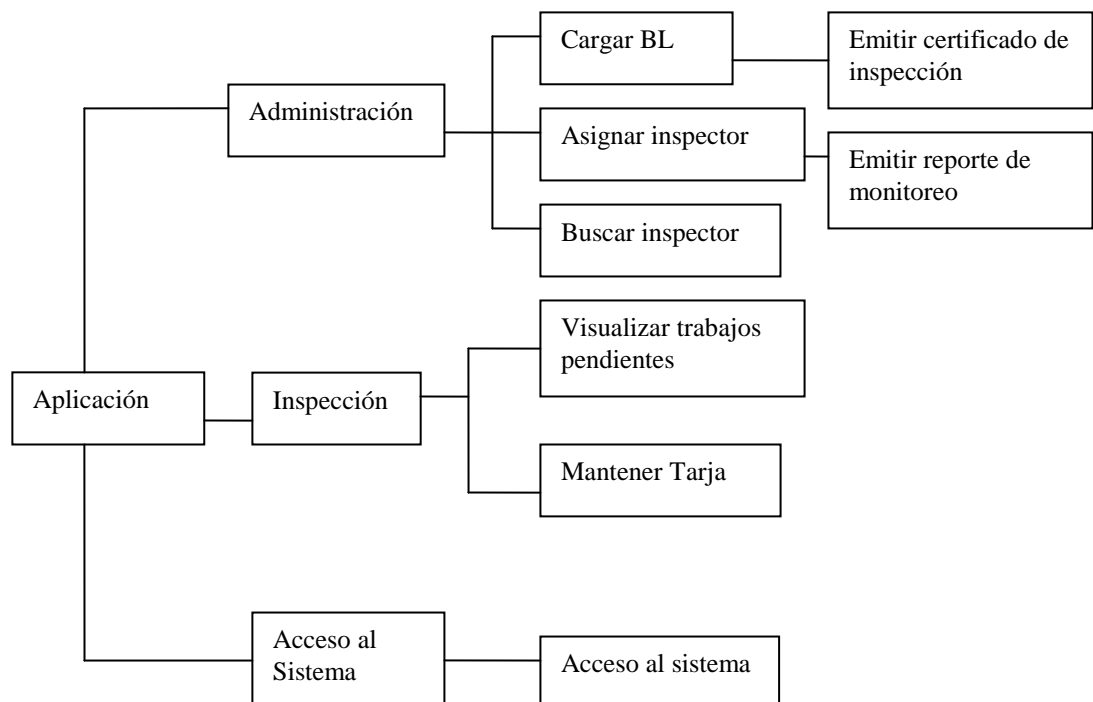 Cargar BL
Emitir certificado de
inspección
Administración
Asignar inspector
Emitir reporte de
monitoreo
Buscar inspector
Visualizar trabajos
pendientes
Aplicación
Inspección
Mantener Tarja
Acceso al
Sistema
Acceso al sistema